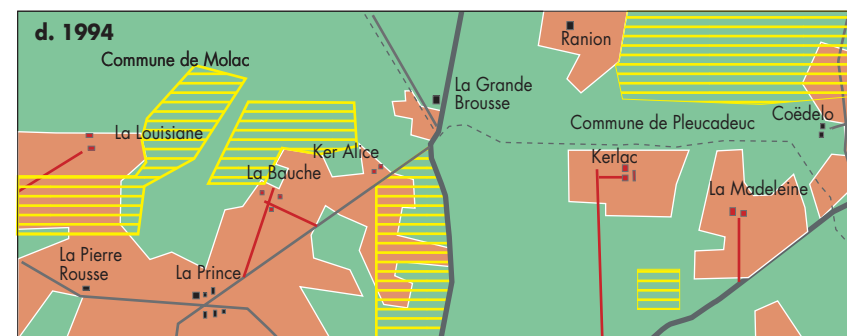 d. 1994
Commune de Molac
Ranion
La Grande
Brousse
Coëdelo
Commune de Pleucadeuc
La Louisiane
Ker Alice
Kerlac
La Bauche
La Madeleine
La Pierre
Rousse
La Prince